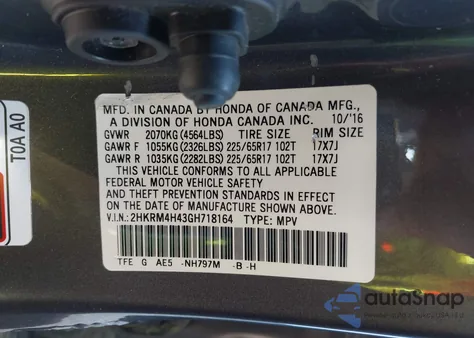 MFD. IN CANADA BY HONDA OF CANADA MFG.,
A DIVISION OF HONDA CANADA INC. 10/'16
GVWR 2070KG (4564LBS) TIRE SIZE RIM SIZE
GAWR F 1055KG (2326LBS) 225/65R17 102T 17X7J
GAWR R 1035KG (2282LBS) 225/65R17 102T 17X7J
THIS VEHICLE CONFORMS TO ALL APPLICABLE
FEDERAL MOTOR VEHICLE SAFETY
AND THEFT PREVENTION STANDARDS IN EFFECT ON
THE DATE OF MANUFACTURE SHOWN ABOVE.
V.I.N: 2HKRM4H43GH718164 TYPE: MPV
TFE G AE5 -NH797M -B -H
T0A A0
autoSnap